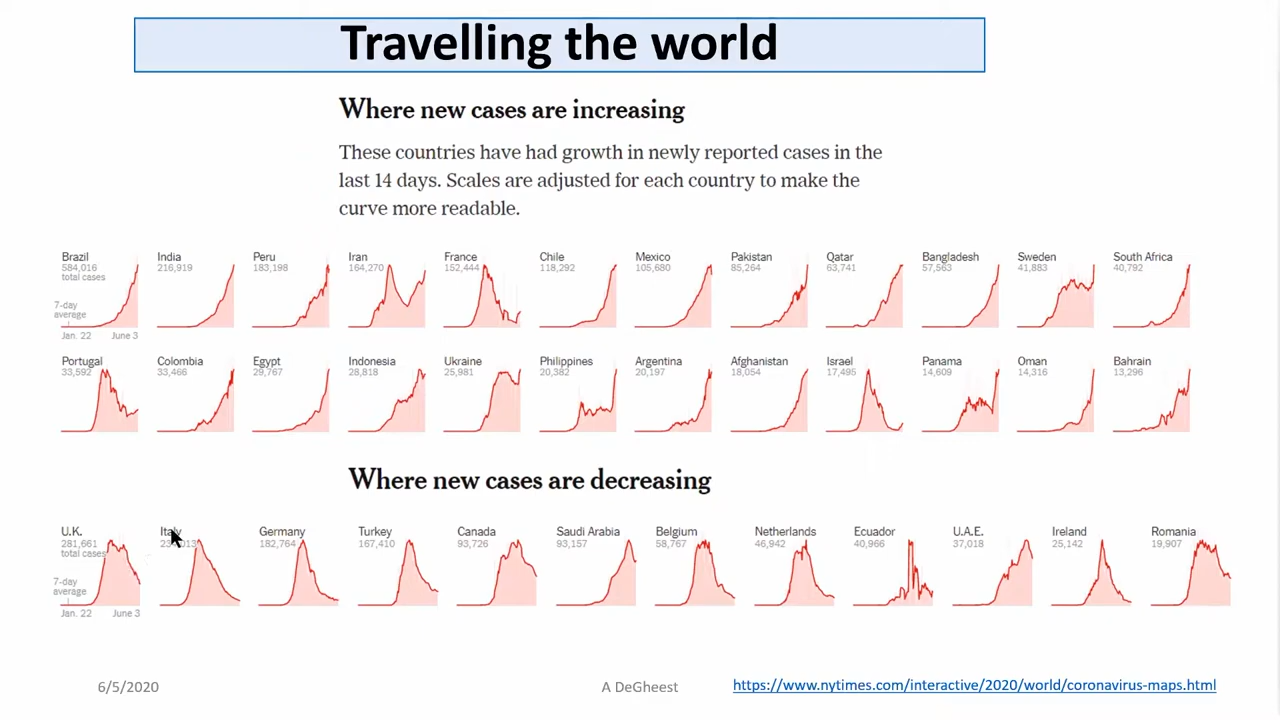 Travelling the world
Where new cases are increasing
These countries have had growth in newly reported cases in the
last 14 days. Scales are adjusted for each country to make the
curve more readable.
Brazil India Peru Iran France Chile Mexico Pakistan Qatar Bangladesh Sweden South Africa
584,016 216,919 183,198 164,270 152,444 118,292 105,680 85,264 63,741 57,563 41,883 40,792
total cases
7-day
average
Jan. 22 June 3
Portugal Colombia Egypt Indonesia Ukraine Philippines Argentina Afghanistan Israel Panama Oman Bahrain
33,592 33,466 29,767 28,818 25,981 20,382 20,197 18,054 17,495 14,609 14,316 13,296
Where new cases are decreasing
U.K. Italy Germany Turkey Canada Saudi Arabia Belgium Netherlands Ecuador U.A.E. Ireland Romania
281,661 182,764 167,410 93,726 93,157 58,767 46,942 40,966 37,018 25,142 19,907
total cases
7-day
average
Jan. 22 June 3
6/5/2020 A DeGheest https://www.nytimes.com/interactive/2020/world/coronavirus-maps.html